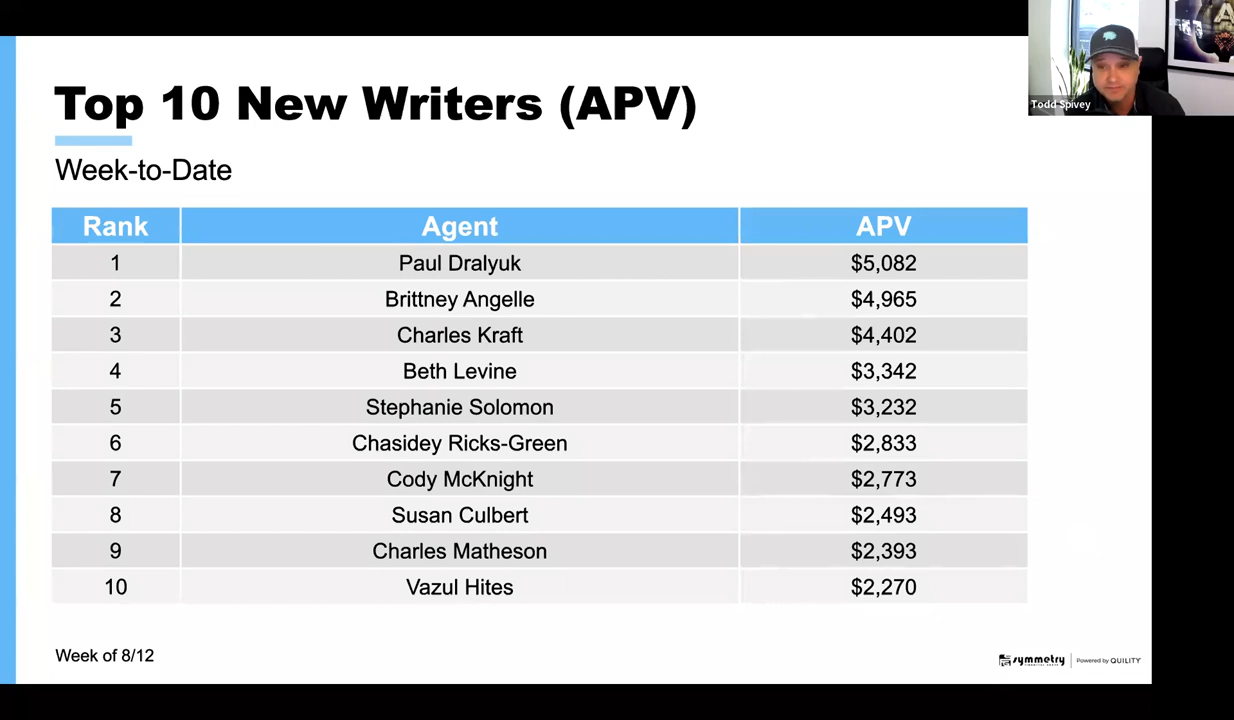 Top 10 New Writers (APV)
Todd Spivey
Week-to-Date
Rank Agent APV
1 Paul Dralyuk $5,082
2 Brittney Angelle $4,965
3 Charles Kraft $4,402
4 Beth Levine $3,342
5 Stephanie Solomon $3,232
6 Chasidey Ricks-Green $2,833
7 Cody McKnight $2,773
8 Susan Culbert $2,493
9 Charles Matheson $2,393
10 Vazul Hites $2,270
Week of 8/12
symmetry Powered by QUILITY